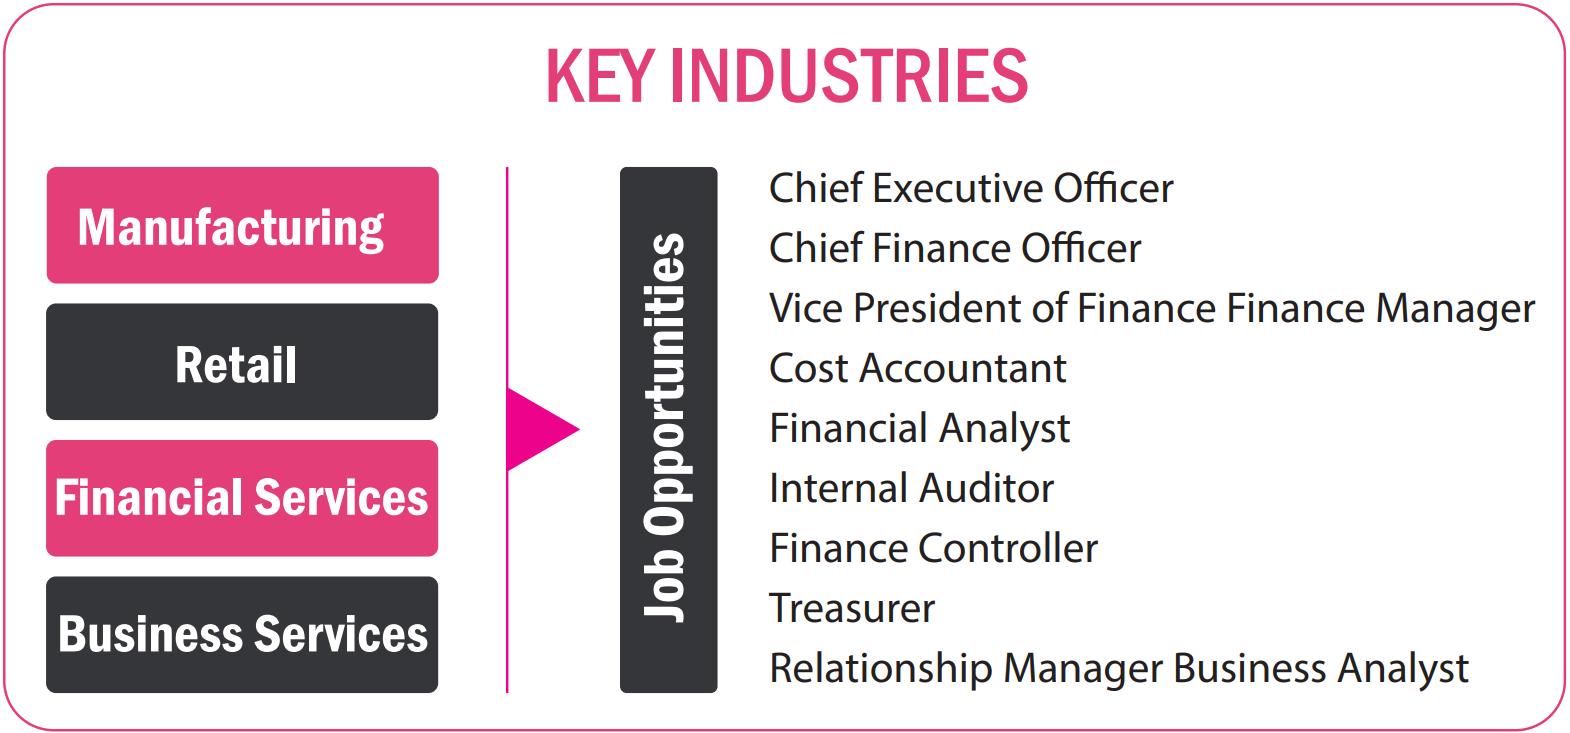 KEY INDUSTRIES
Manufacturing
Retail
Financial Services
Business Services
Job Opportunities
Chief Executive Officer
Chief Finance Officer
Vice President of Finance Finance Manager
Cost Accountant
Financial Analyst
Internal Auditor
Finance Controller
Treasurer
Relationship Manager Business Analyst